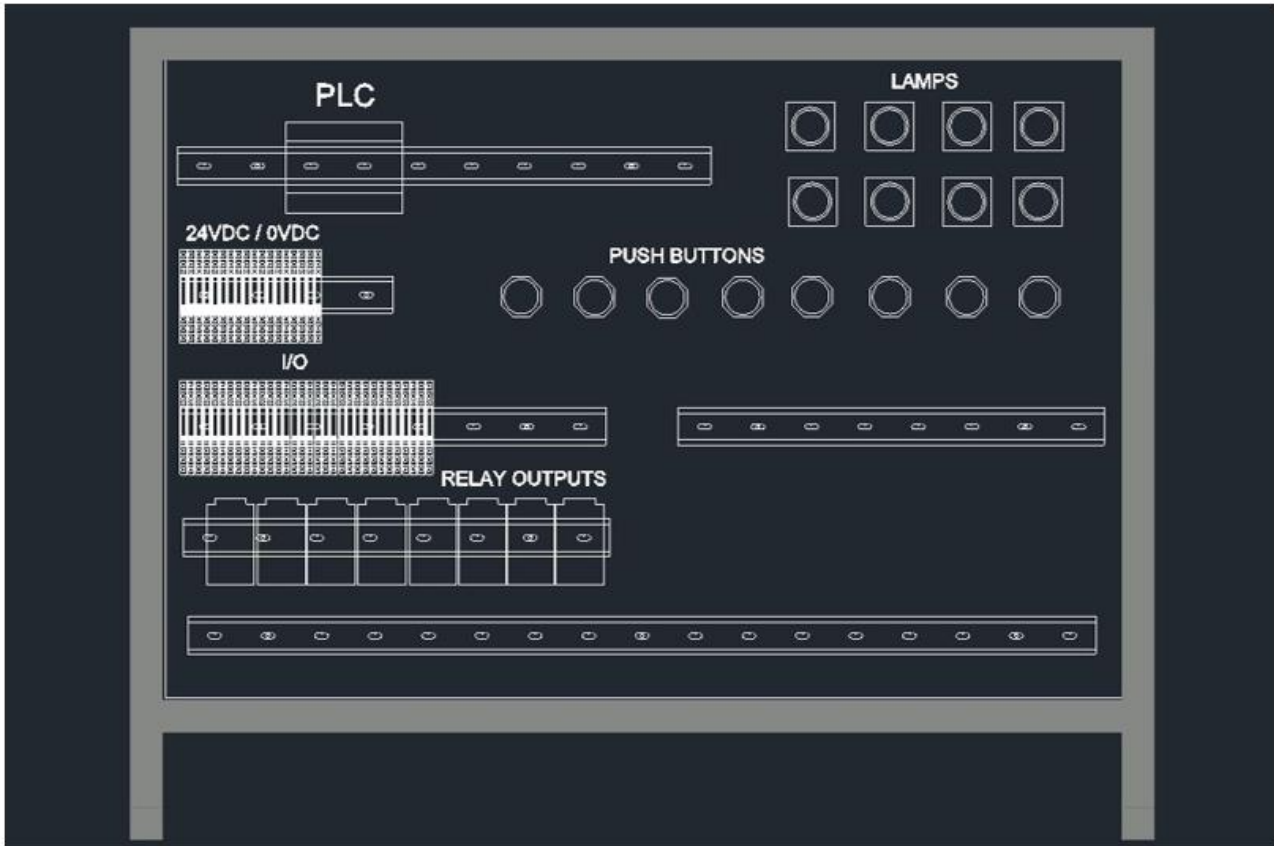 PLC
LAMPS
24VDC / 0VDC
PUSH BUTTONS
I/O
RELAY OUTPUTS